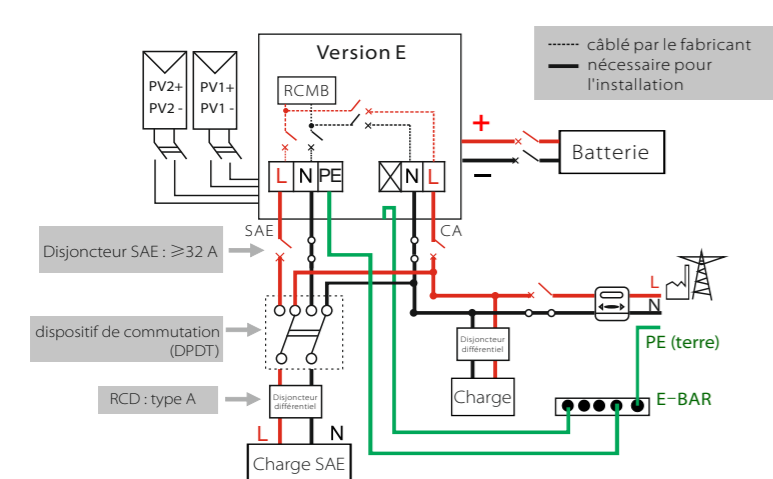 Version E
câblé par le fabricant
nécessaire pour
l'installation
PV2+
PV2 -
PV1+
PV1 -
RCMB
+
Batterie
−
L
N
PE
N
L
SAE
CA
Disjoncteur SAE : ≥32 A
L
N
dispositif de commutation
(DPDT)
Disjoncteur
différentiel
PE (terre)
RCD : type A
Disjoncteur
différentiel
Charge
E-BAR
L
N
Charge SAE